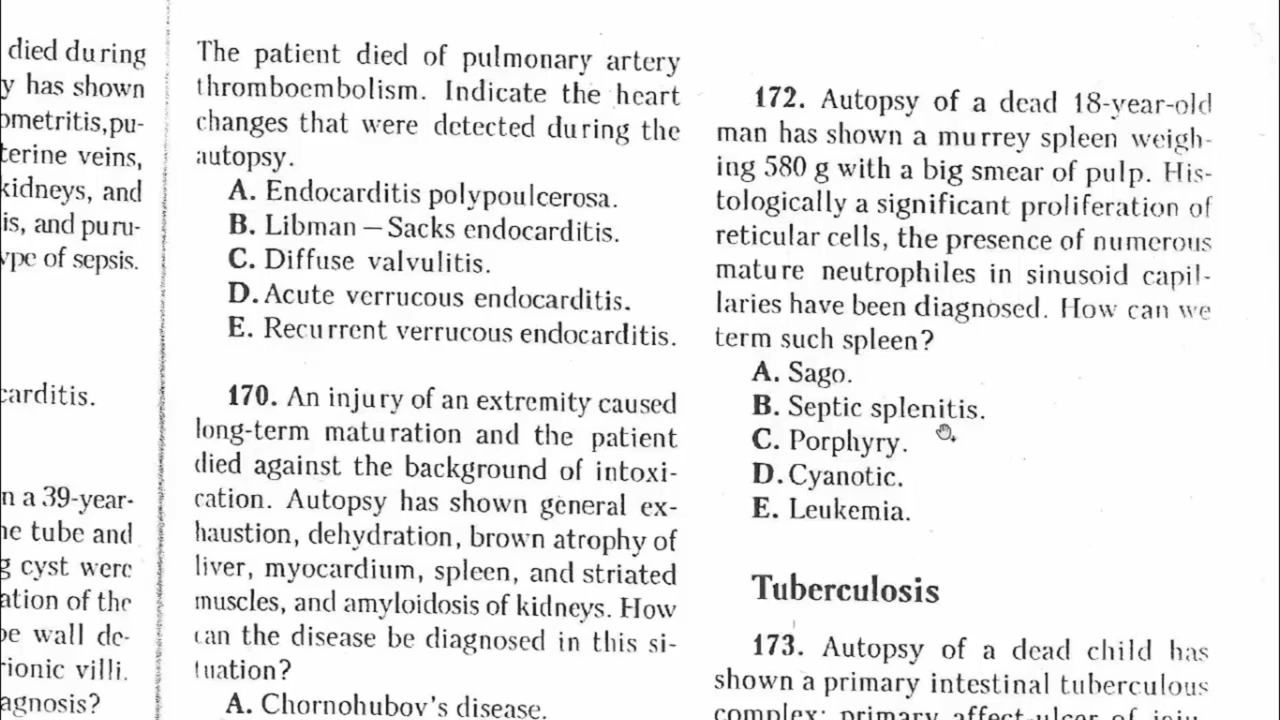 died during
y has shown
ometritis,pu-
terine veins,
kidneys, and
is, and puru-
ype of sepsis.
carditis.
n a 39-year-
he tube and
g cyst were
ation of the
be wall de-
rionic villi.
agnosis?
The patient died of pulmonary artery
thromboembolism. Indicate the heart
changes that were detected during the
autopsy.
A. Endocarditis polypoulcerosa.
B. Libman — Sacks endocarditis.
C. Diffuse valvulitis.
D. Acute verrucous endocarditis.
E. Recurrent verrucous endocarditis.
170. An injury of an extremity caused
long-term maturation and the patient
died against the background of intoxi-
cation. Autopsy has shown general ex-
haustion, dehydration, brown atrophy of
liver, myocardium, spleen, and striated
muscles, and amyloidosis of kidneys. How
can the disease be diagnosed in this si-
tuation?
A. Chornohubov's disease.
172. Autopsy of a dead 18-year-old
man has shown a murrey spleen weigh-
ing 580 g with a big smear of pulp. His-
tologically a significant proliferation of
reticular cells, the presence of numerous
mature neutrophiles in sinusoid capil-
laries have been diagnosed. How can we
term such spleen?
A. Sago.
B. Septic splenitis.
C. Porphyry.
D. Cyanotic.
E. Leukemia.
Tuberculosis
173. Autopsy of a dead child has
shown a primary intestinal tuberculous
complex: primary affect-ulcer of jeju-